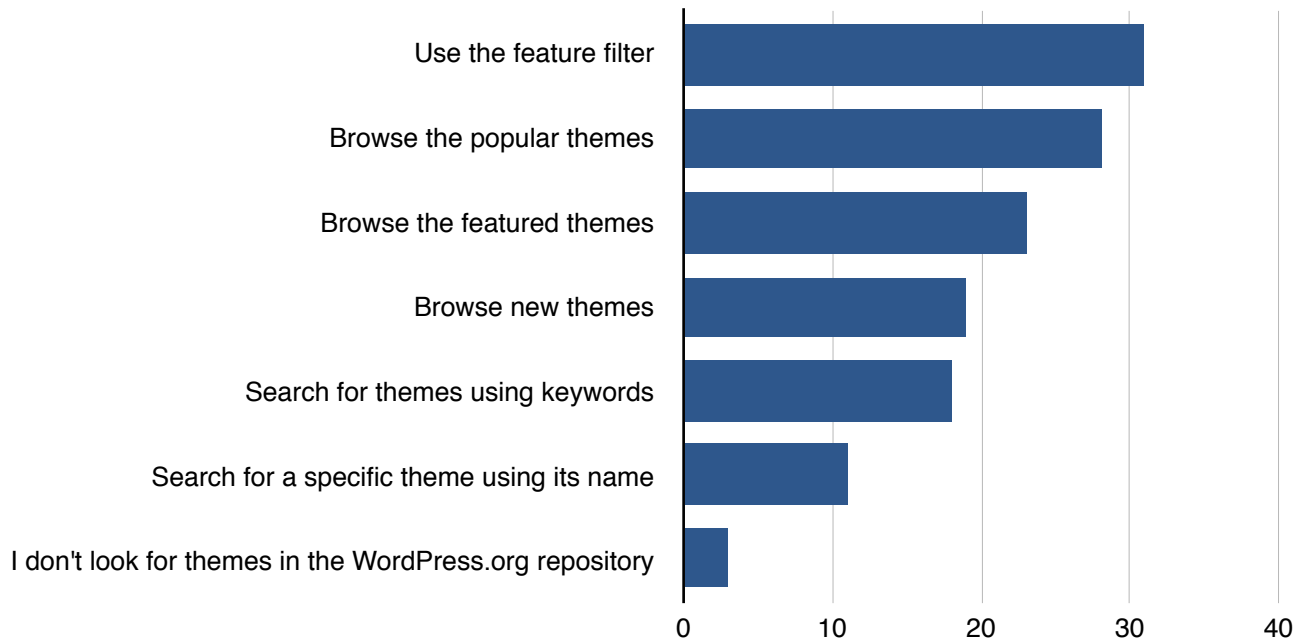 Use the feature filter
Browse the popular themes
Browse the featured themes
Browse new themes
Search for themes using keywords
Search for a specific theme using its name
I don't look for themes in the WordPress.org repository
0 10 20 30 40